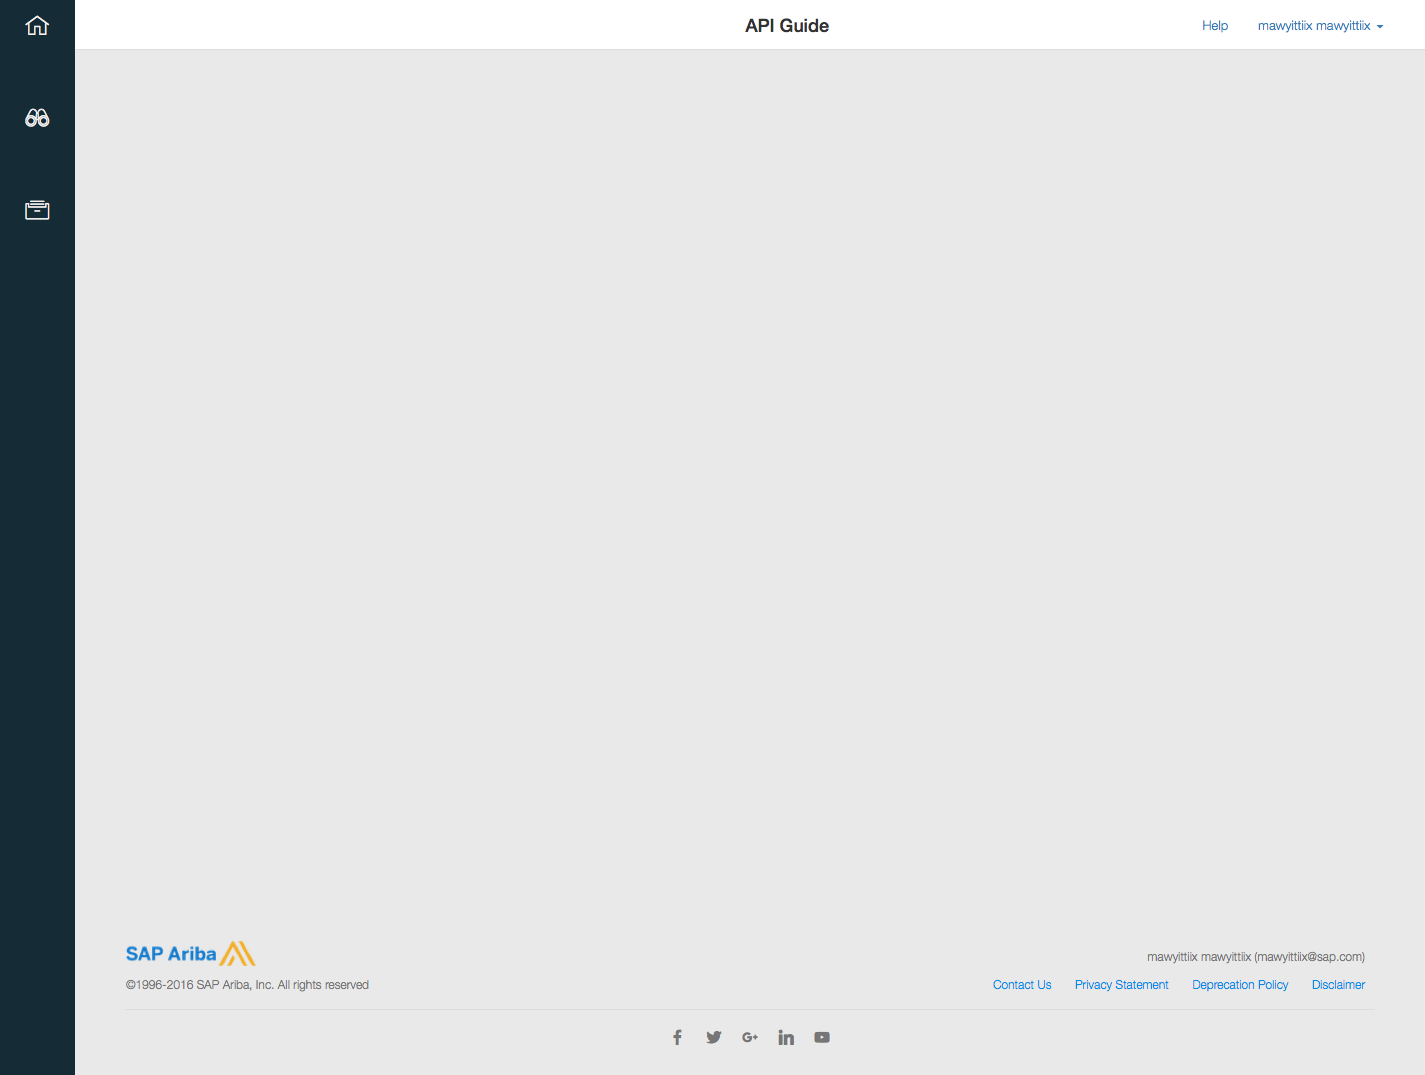 API Guide
Help
mawyittiix mawyittiix
SAP Ariba
mawyittiix mawyittiix (mawyittiix@sap.com)
©1996-2016 SAP Ariba, Inc. All rights reserved
Contact Us Privacy Statement Deprecation Policy Disclaimer